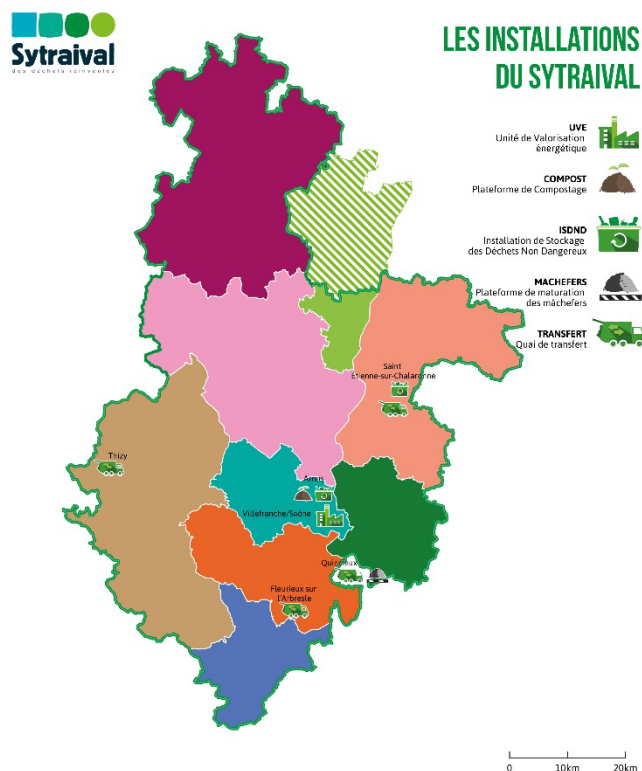 Sytraival
des déchets réinventés
LES INSTALLATIONS
DU SYTRAIVAL
UVE
Unité de Valorisation
énergétique
COMPOST
Plateforme de Compostage
ISDND
Installation de Stockage
des Déchets Non Dangereux
MACHEFERS
Plateforme de maturation
des mâchefers
TRANSFERT
Quai de transfert
Saint
Etienne-sur-Chalaronne
Thizy
Arnas
Villefranche/Saône
Quincieux
Fleurieux sur
l'Arbresle
0 10km 20km